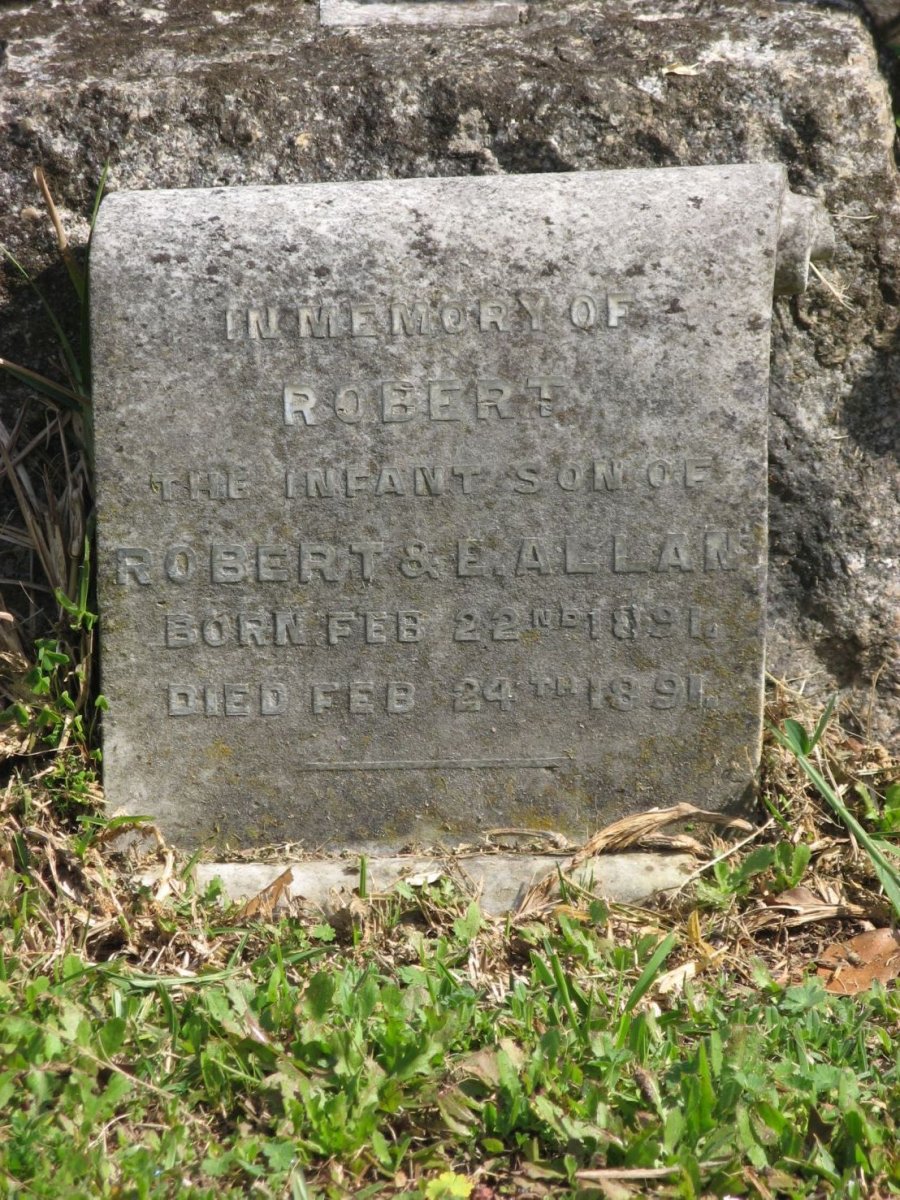 IN MEMORY OF
ROBERT
THE INFANT SON OF
ROBERT & E. ALLAN
BORN FEB 22ND 1891.
DIED FEB 24TH 1891.